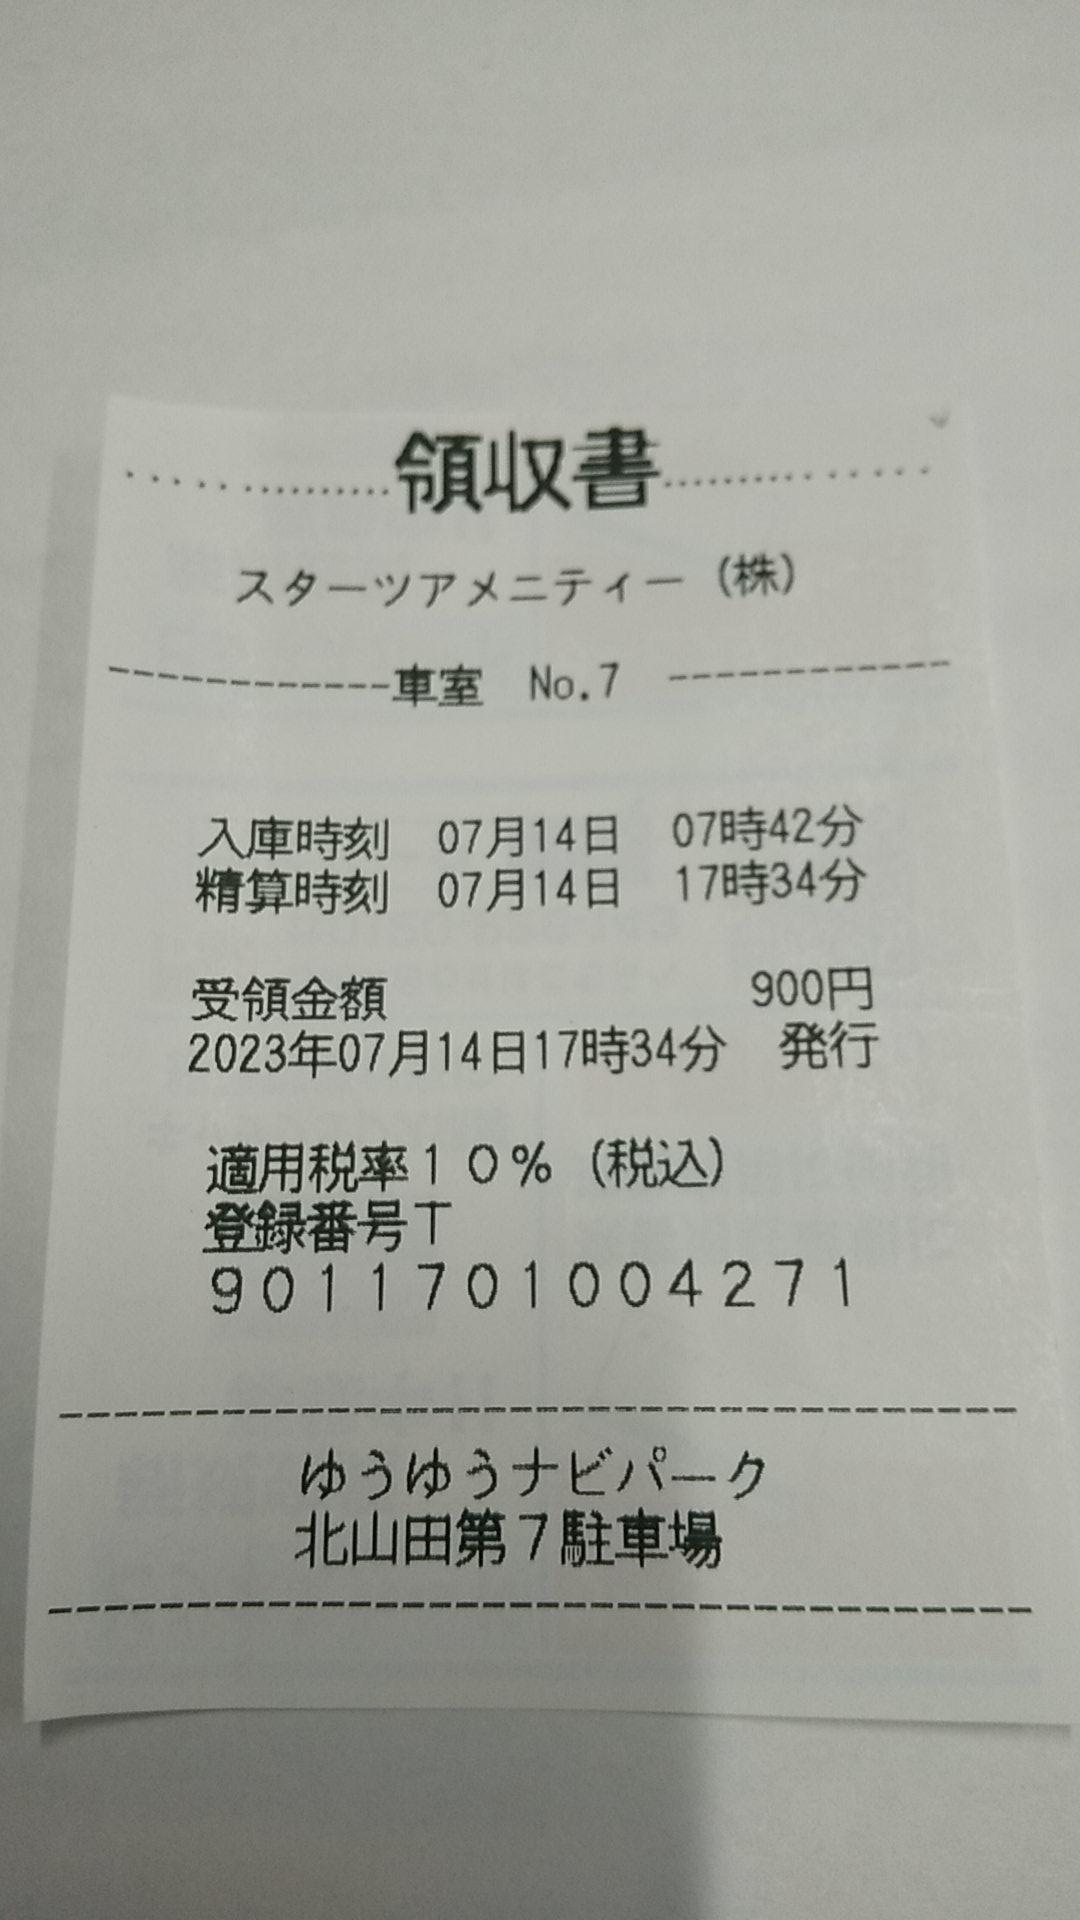 領収書
スターツアメニティー(株)
車室 No.7
入庫時刻 07月14日 07時42分
精算時刻 07月14日 17時34分
受領金額 900円
2023年07月14日17時34分 発行
適用税率10%(税込)
登録番号T
9011701004271
ゆうゆうナビパーク
北山田第7駐車場